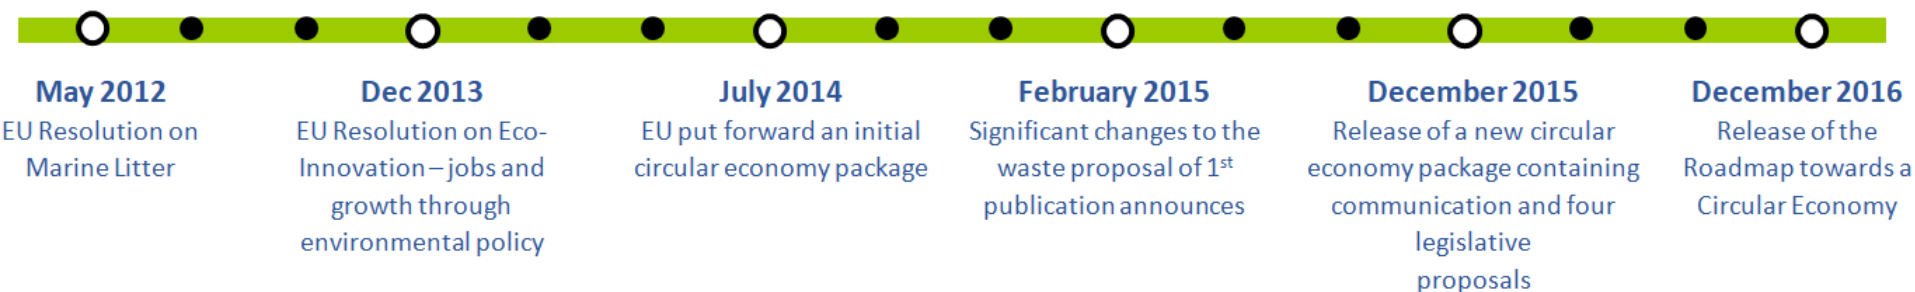 May 2012
EU Resolution on
Marine Litter
Dec 2013
EU Resolution on Eco-
Innovation – jobs and
growth through
environmental policy
July 2014
EU put forward an initial
circular economy package
February 2015
Significant changes to the
waste proposal of 1st
publication announces
December 2015
Release of a new circular
economy package containing
communication and four
legislative
proposals
December 2016
Release of the
Roadmap towards a
Circular Economy